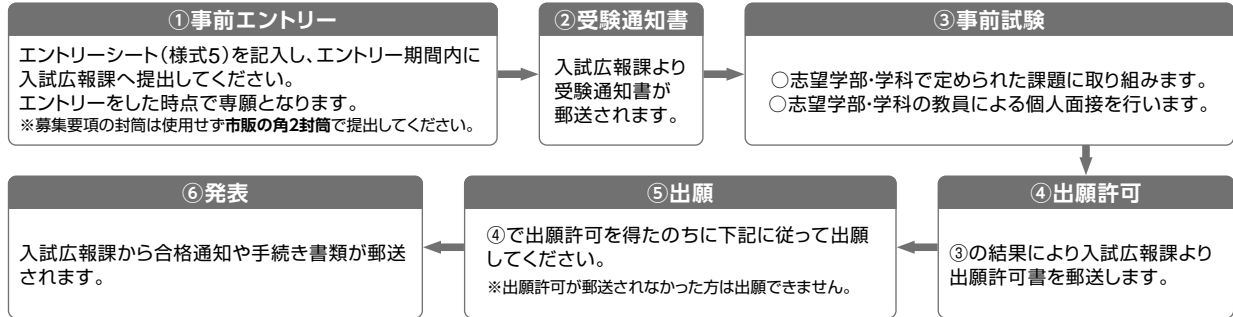 ①事前エントリー
エントリーシート(様式5)を記入し、エントリー期間内に
入試広報課へ提出してください。
エントリーをした時点で専願となります。
※募集要項の封筒は使用せず市販の角2封筒で提出してください。
②受験通知書
入試広報課より
受験通知書が
郵送されます。
③事前試験
○志望学部・学科で定められた課題に取り組みます。
○志望学部・学科の教員による個人面接を行います。
④出願許可
③の結果により入試広報課より
出願許可書を郵送します。
⑤出願
④で出願許可を得たのちに下記に従って出願
してください。
※出願許可が郵送されなかった方は出願できません。
⑥発表
入試広報課から合格通知や手続き書類が郵送
されます。